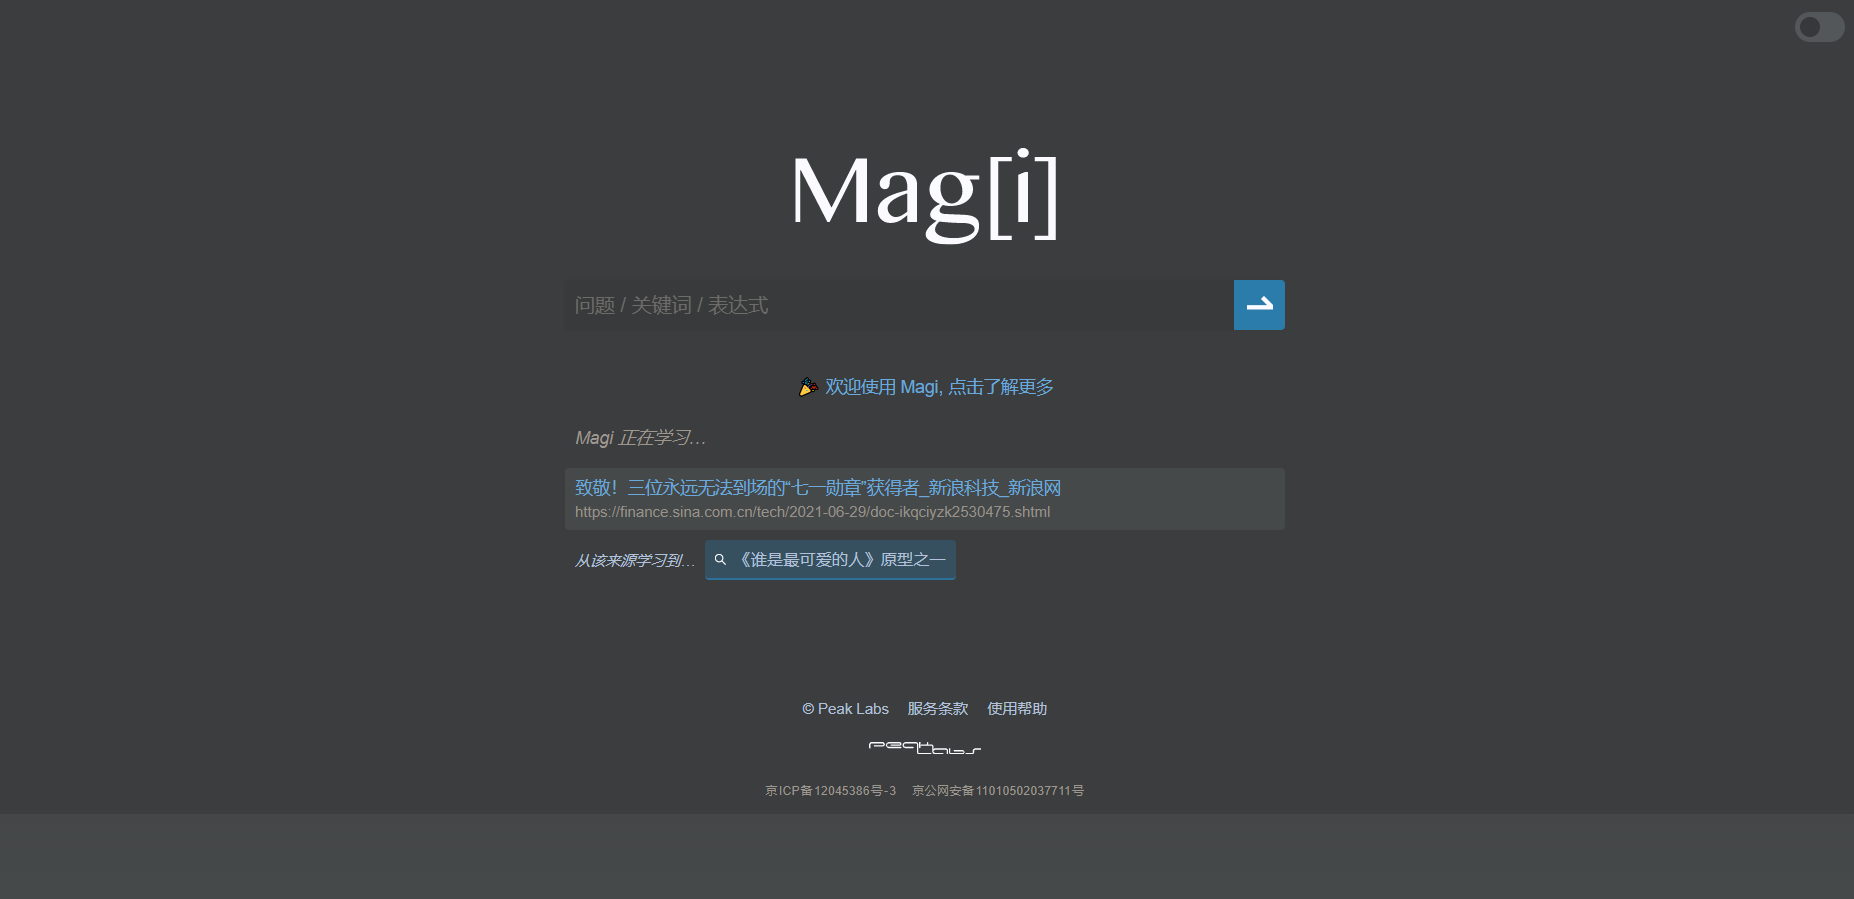 Mag[i]
问题 / 关键词 / 表达式
欢迎使用 Magi, 点击了解更多
Magi 正在学习…
致敬！三位永远无法到场的“七一勋章”获得者_新浪科技_新浪网
https://finance.sina.com.cn/tech/2021-06-29/doc-ikqciyzk2530475.shtml
从该来源学习到… 《谁是最可爱的人》原型之一
© Peak Labs 服务条款 使用帮助
peak labs
京ICP备12045386号-3 京公网安备11010502037711号